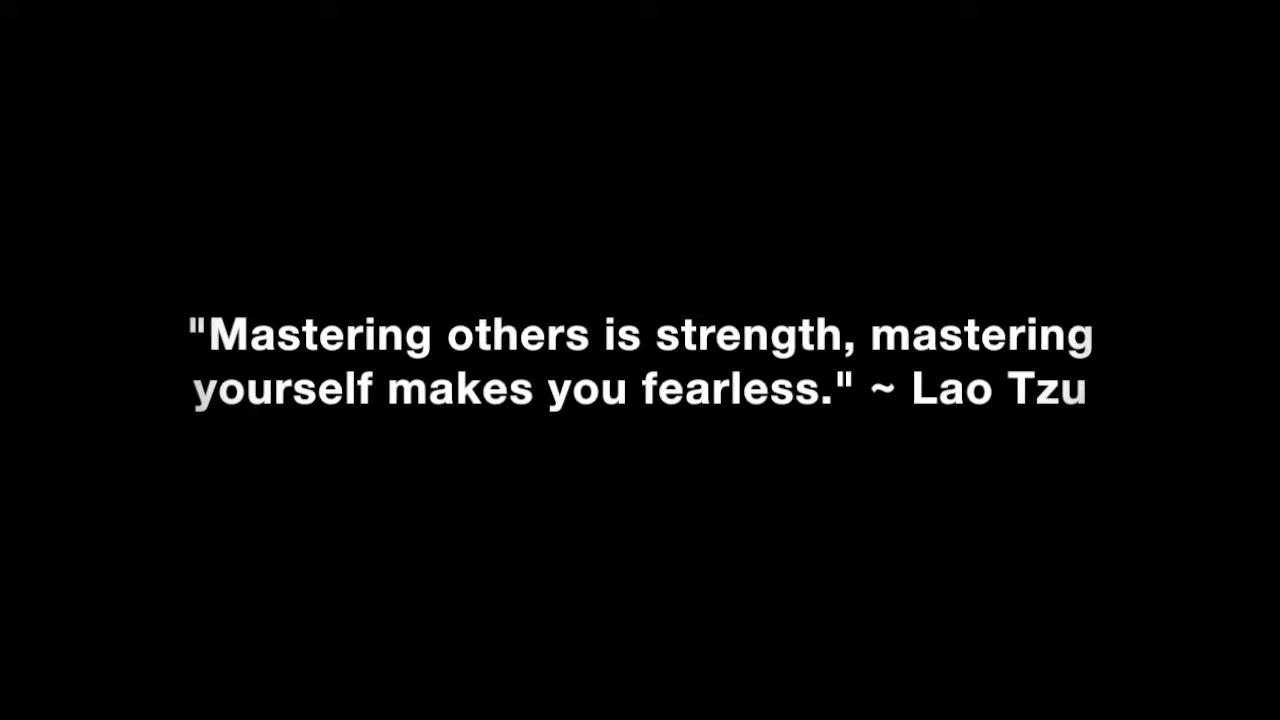 "Mastering others is strength, mastering
yourself makes you fearless." ~ Lao Tzu